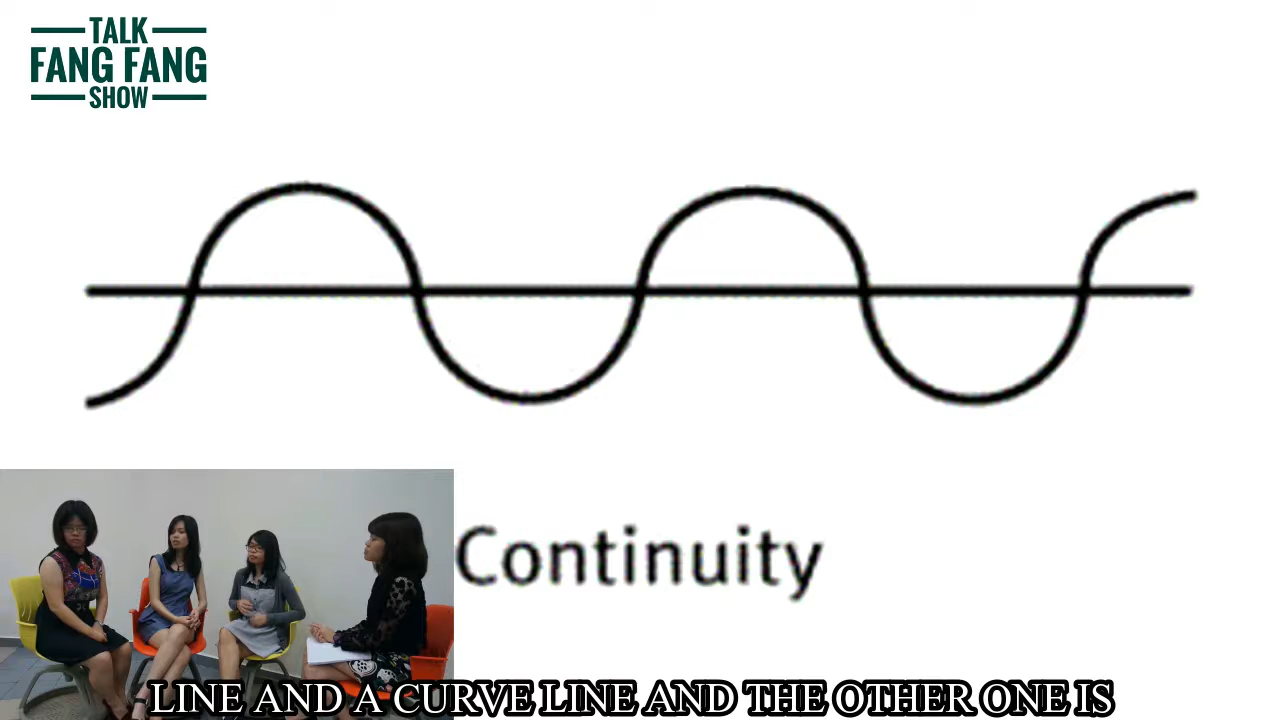 TALK
FANG FANG
SHOW
Continuity
LINE AND A CURVE LINE AND THE OTHER ONE IS